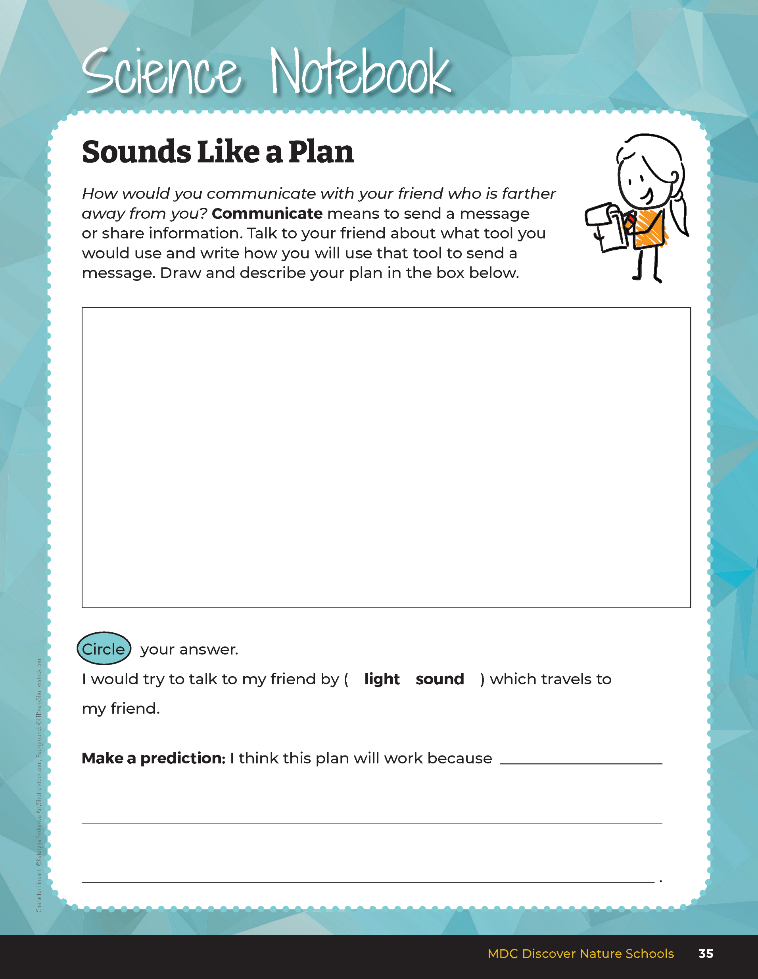 Science Notebook
Sounds Like a Plan
How would you communicate with your friend who is farther
away from you? Communicate means to send a message
or share information. Talk to your friend about what tool you
would use and write how you will use that tool to send a
message. Draw and describe your plan in the box below.
Circle your answer.
I would try to talk to my friend by ( light sound ) which travels to
my friend.
Make a prediction: I think this plan will work because
.
MDC Discover Nature Schools 35